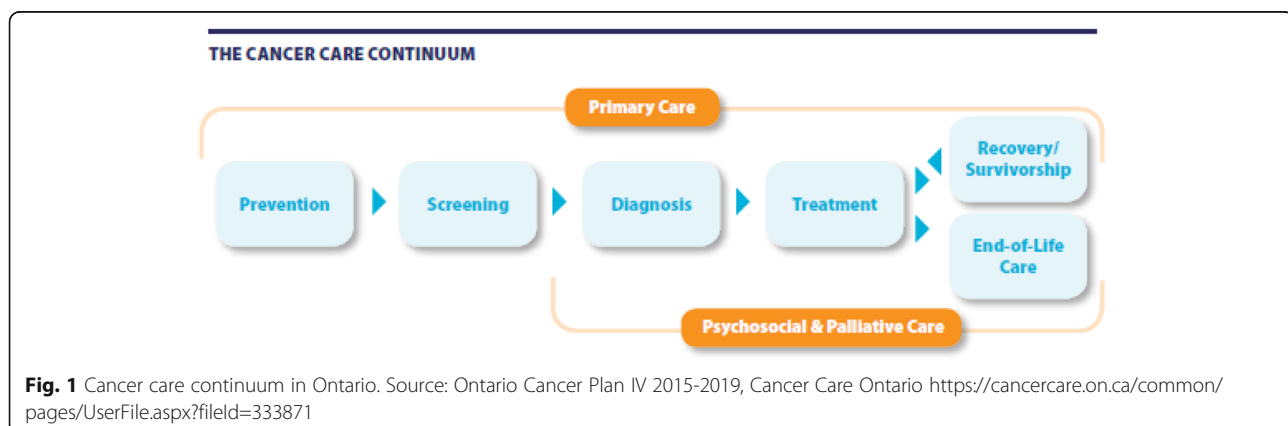 THE CANCER CARE CONTINUUM
Primary Care
Prevention
Screening
Diagnosis
Treatment
Recovery/
Survivorship
End-of-Life
Care
Psychosocial & Palliative Care
Fig. 1 Cancer care continuum in Ontario. Source: Ontario Cancer Plan IV 2015-2019, Cancer Care Ontario https://cancercare.on.ca/common/
pages/UserFile.aspx?fileId=333871